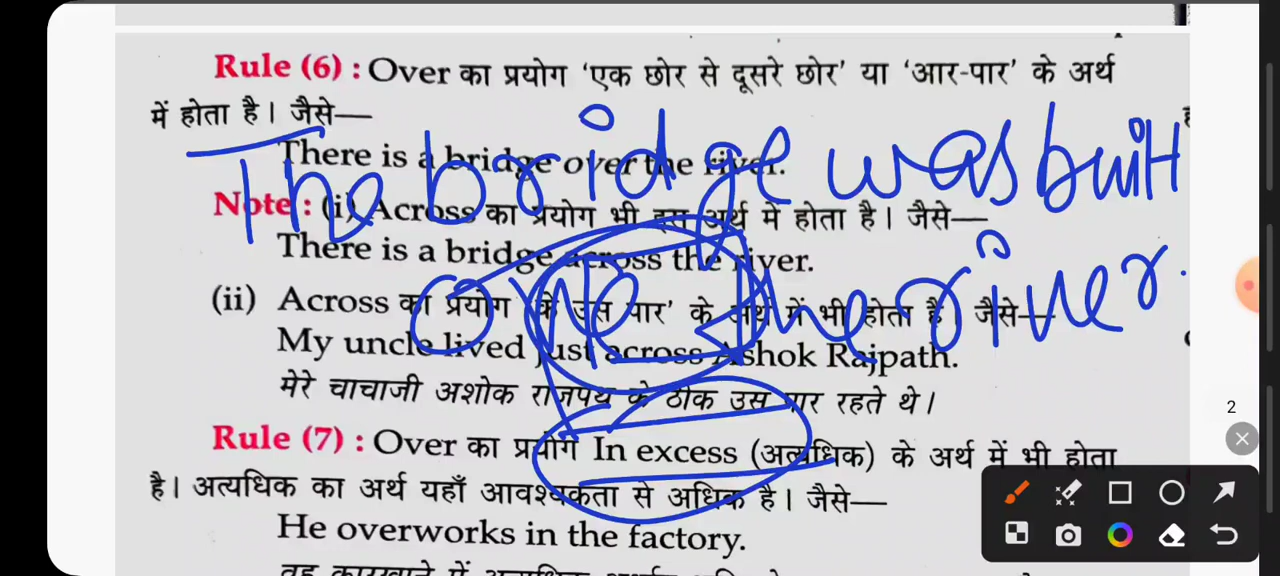 Rule (6) : Over का प्रयोग ‘एक छोर से दूसरे छोर’ या ‘आर-पार’ के अर्थ
में होता है। जैसे—
There is a bridge over the river.
Note : (i) Across का प्रयोग भी इस अर्थ में होता है। जैसे—
There is a bridge across the river.
(ii) Across का प्रयोग ‘के उस पार’ के अर्थ में भी होता है। जैसे—
My uncle lived just across Ashok Rajpath.
मेरे चाचाजी अशोक राजपथ के ठीक उस पार रहते थे।
Rule (7) : Over का प्रयोग In excess (अत्यधिक) के अर्थ में भी होता
है। अत्यधिक का अर्थ यहाँ आवश्यकता से अधिक है। जैसे—
He overworks in the factory.
The bridge was built
over the river.
2